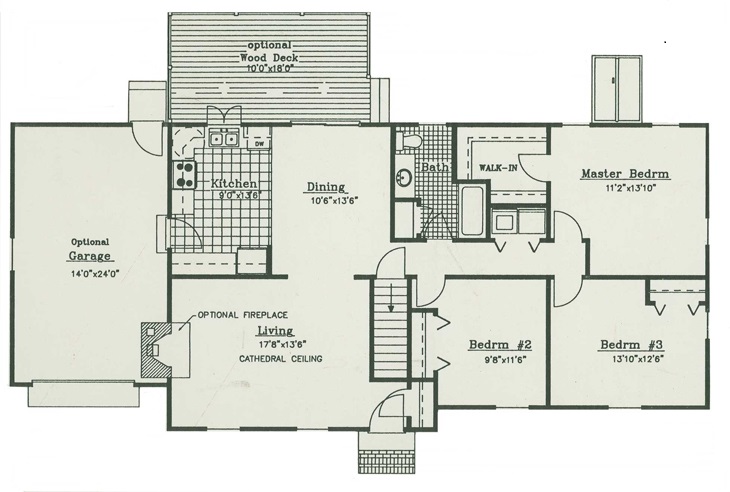 optional
Wood Deck
10'0"x18'0"
DW
Kitchen
9'0"x13'6"
Dining
10'6"x13'6"
Bath
WALK-IN
Master Bedrm
11'2"x13'10"
Optional
Garage
14'0"x24'0"
OPTIONAL FIREPLACE
Living
17'8"x13'6"
CATHEDRAL CEILING
Bedrm #2
9'8"x11'6"
Bedrm #3
13'10"x12'6"